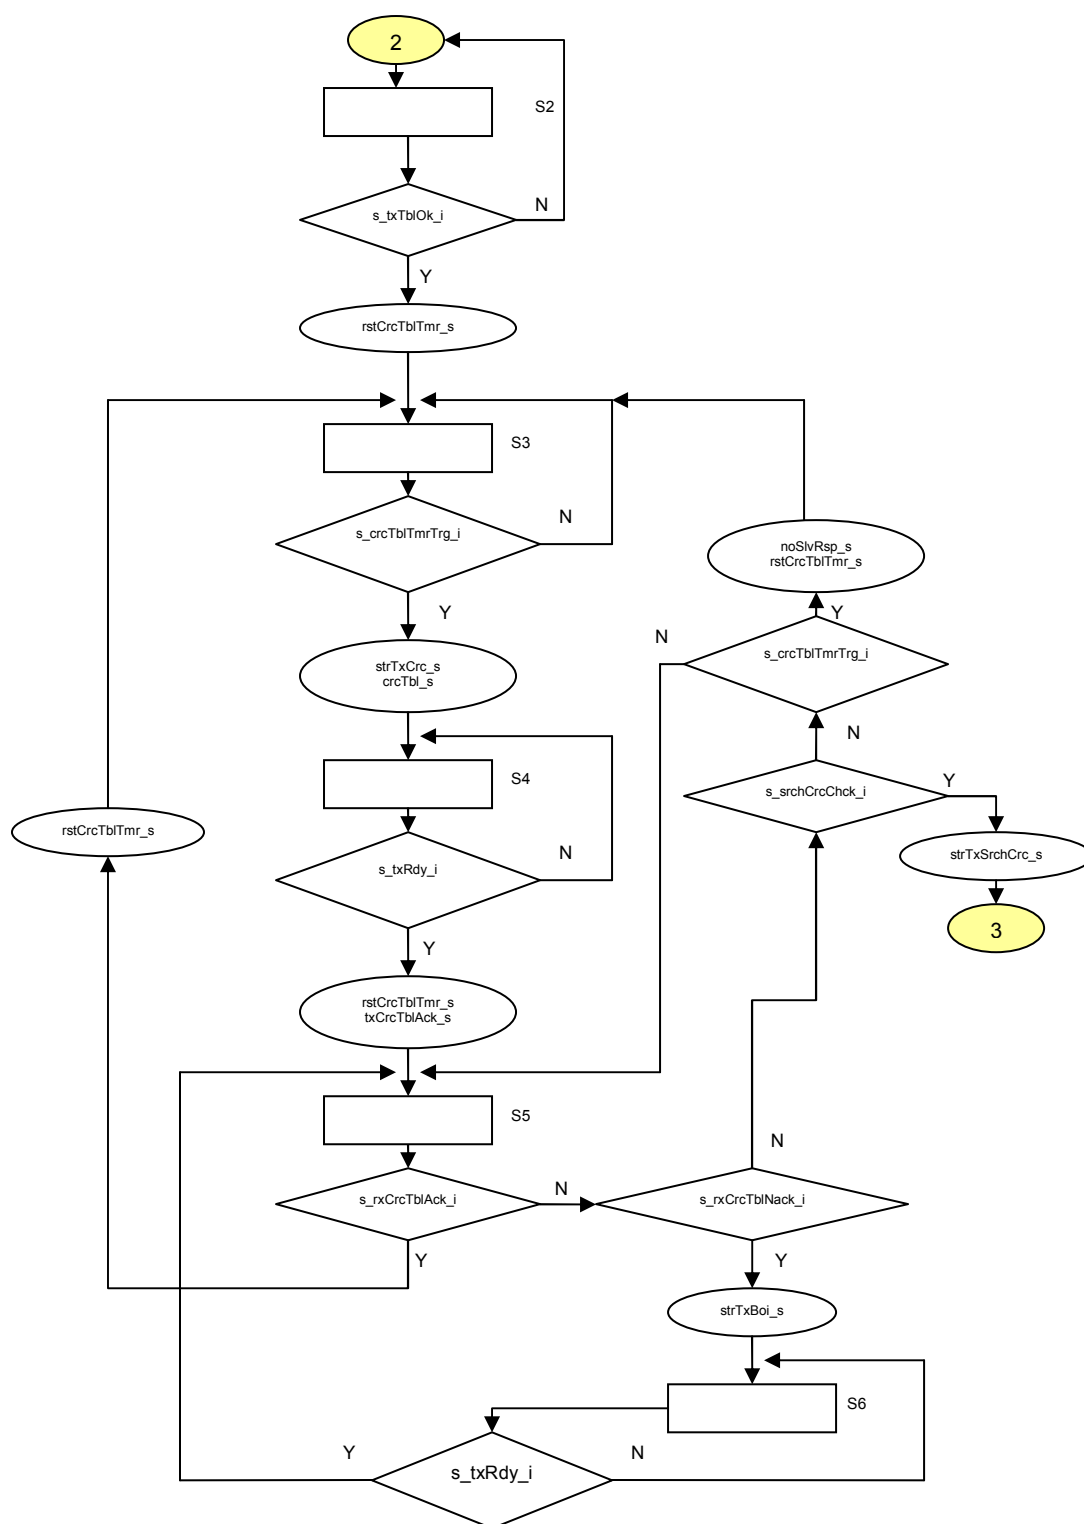 2
S2
s_txTblOk_i
N
Y
rstCrcTblTmr_s
S3
s_crcTblTmrTrg_i
N
noSlvRsp_s
rstCrcTblTmr_s
Y
Y
N
s_crcTblTmrTrg_i
strTxCrc_s
crcTbl_s
N
S4
s_srchCrcChck_i
Y
rstCrcTblTmr_s
s_txRdy_i
N
strTxSrchCrc_s
3
Y
rstCrcTblTmr_s
txCrcTblAck_s
S5
N
s_rxCrcTblAck_i
N
s_rxCrcTblNack_i
Y
Y
strTxBoi_s
S6
Y
N
s_txRdy_i